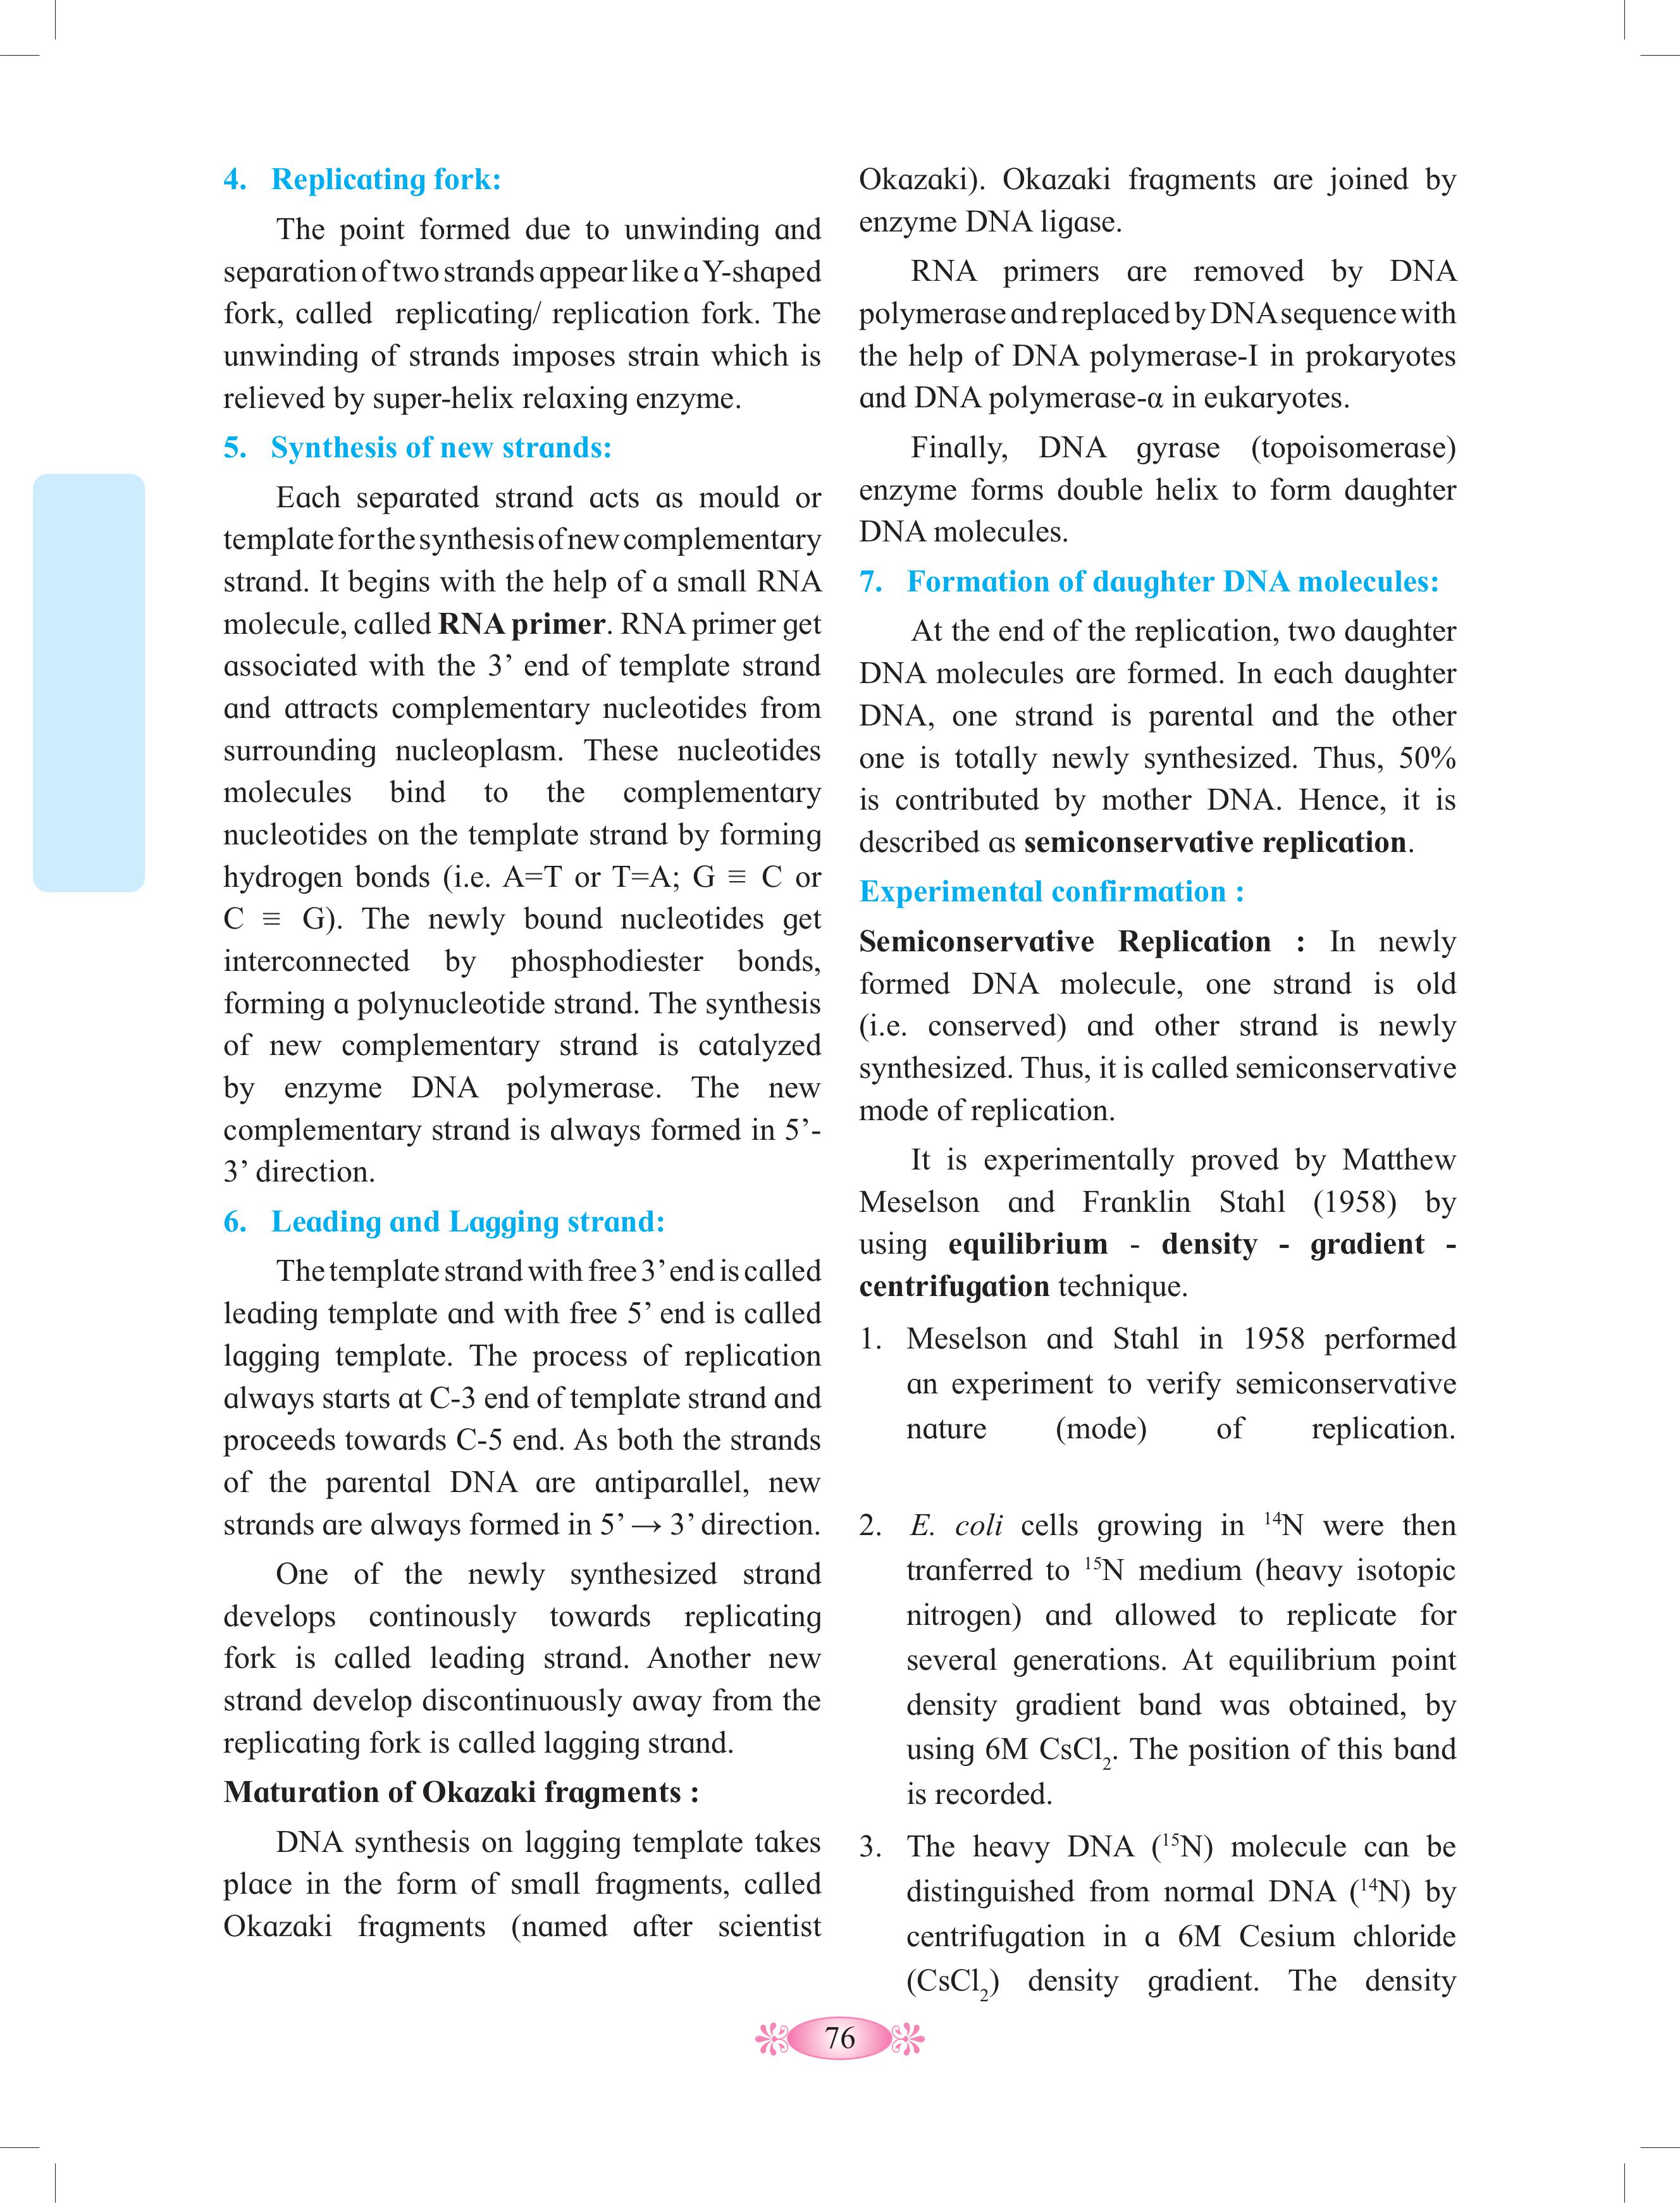 4. Replicating fork:
The point formed due to unwinding and
separation of two strands appear like a Y-shaped
fork, called replicating/ replication fork. The
unwinding of strands imposes strain which is
relieved by super-helix relaxing enzyme.
5. Synthesis of new strands:
Each separated strand acts as mould or
template for the synthesis of new complementary
strand. It begins with the help of a small RNA
molecule, called RNA primer. RNA primer get
associated with the 3’ end of template strand
and attracts complementary nucleotides from
surrounding nucleoplasm. These nucleotides
molecules bind to the complementary
nucleotides on the template strand by forming
hydrogen bonds (i.e. A=T or T=A; G ≡ C or
C ≡ G). The newly bound nucleotides get
interconnected by phosphodiester bonds,
forming a polynucleotide strand. The synthesis
of new complementary strand is catalyzed
by enzyme DNA polymerase. The new
complementary strand is always formed in 5’-
3’ direction.
6. Leading and Lagging strand:
The template strand with free 3’ end is called
leading template and with free 5’ end is called
lagging template. The process of replication
always starts at C-3 end of template strand and
proceeds towards C-5 end. As both the strands
of the parental DNA are antiparallel, new
strands are always formed in 5’ → 3’ direction.
One of the newly synthesized strand
develops continously towards replicating
fork is called leading strand. Another new
strand develop discontinuously away from the
replicating fork is called lagging strand.
Maturation of Okazaki fragments :
DNA synthesis on lagging template takes
place in the form of small fragments, called
Okazaki fragments (named after scientist
Okazaki). Okazaki fragments are joined by
enzyme DNA ligase.
RNA primers are removed by DNA
polymerase and replaced by DNA sequence with
the help of DNA polymerase-I in prokaryotes
and DNA polymerase-α in eukaryotes.
Finally, DNA gyrase (topoisomerase)
enzyme forms double helix to form daughter
DNA molecules.
7. Formation of daughter DNA molecules:
At the end of the replication, two daughter
DNA molecules are formed. In each daughter
DNA, one strand is parental and the other
one is totally newly synthesized. Thus, 50%
is contributed by mother DNA. Hence, it is
described as semiconservative replication.
Experimental confirmation :
Semiconservative Replication : In newly
formed DNA molecule, one strand is old
(i.e. conserved) and other strand is newly
synthesized. Thus, it is called semiconservative
mode of replication.
It is experimentally proved by Matthew
Meselson and Franklin Stahl (1958) by
using equilibrium - density - gradient -
centrifugation technique.
1. Meselson and Stahl in 1958 performed
an experiment to verify semiconservative
nature (mode) of replication.
2. E. coli cells growing in ¹⁴N were then
tranferred to ¹⁵N medium (heavy isotopic
nitrogen) and allowed to replicate for
several generations. At equilibrium point
density gradient band was obtained, by
using 6M CsCl₂. The position of this band
is recorded.
3. The heavy DNA (¹⁵N) molecule can be
distinguished from normal DNA (¹⁴N) by
centrifugation in a 6M Cesium chloride
(CsCl₂) density gradient. The density
76